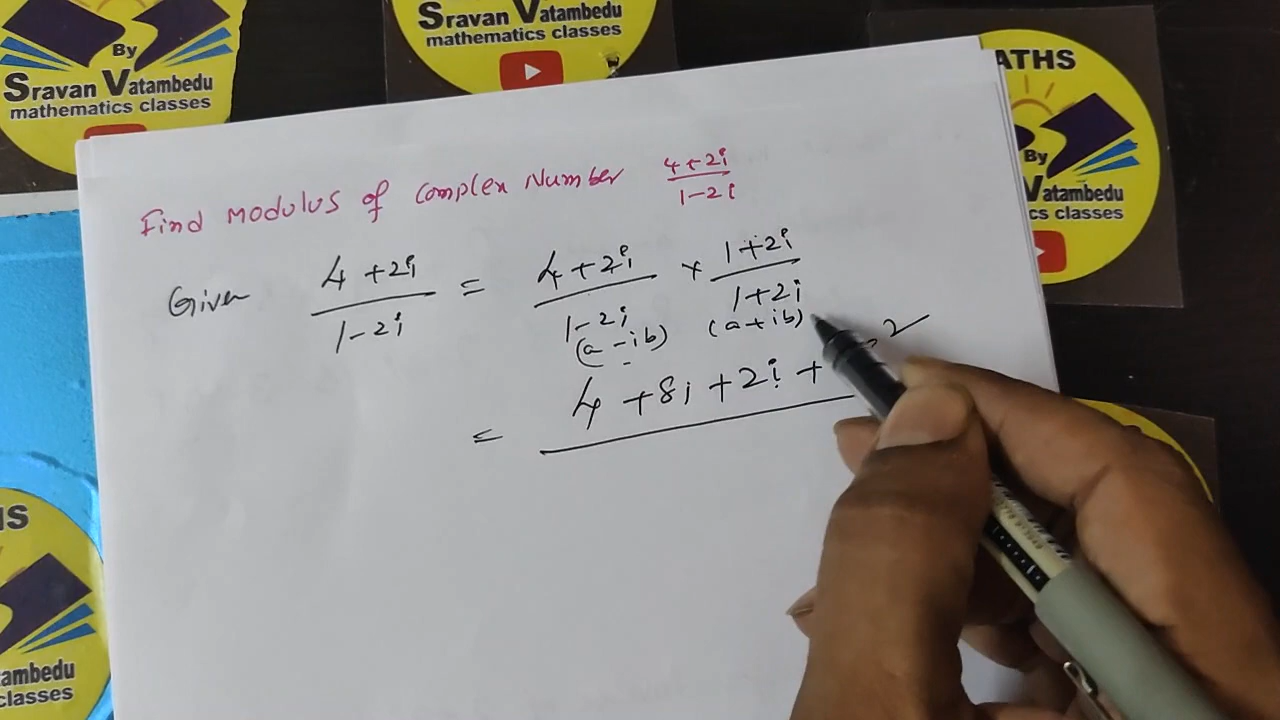 By
Sravan Vatambedu
mathematics classes
Sravan Vatambedu
mathematics classes
ATHS
By
Vatambedu
cs classes
Find Modulus of Complex Number 4+2i / 1-2i
Given 4+2i / 1-2i = 4+2i / 1-2i × 1+2i / 1+2i
(a-ib) (a+ib)
= 4+8i+2i+
IS
ambedu
classes